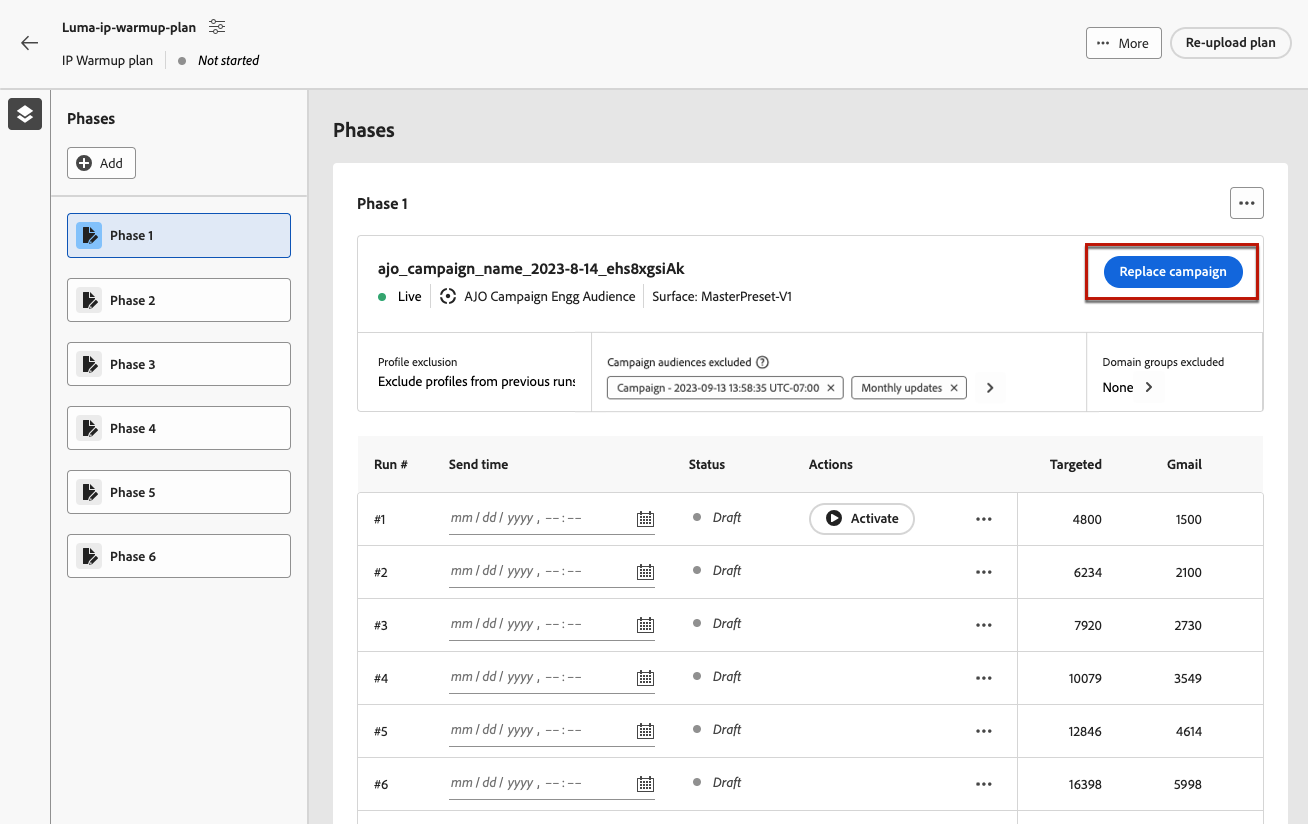 Luma-ip-warmup-plan
IP Warmup plan Not started
More
Re-upload plan
Phases
Add
Phase 1
Phase 2
Phase 3
Phase 4
Phase 5
Phase 6
Phases
Phase 1
ajo_campaign_name_2023-8-14_ehs8xgsiAk
Live AJO Campaign Engg Audience Surface: MasterPreset-V1
Replace campaign
Profile exclusion
Exclude profiles from previous runs
Campaign audiences excluded ?
Campaign - 2023-09-13 13:58:35 UTC-07:00 × Monthly updates ×
Domain groups excluded
None
Run # Send time Status Actions Targeted Gmail
#1 mm / dd / yyyy , -- : -- Draft Activate 4800 1500
#2 mm / dd / yyyy , -- : -- Draft 6234 2100
#3 mm / dd / yyyy , -- : -- Draft 7920 2730
#4 mm / dd / yyyy , -- : -- Draft 10079 3549
#5 mm / dd / yyyy , -- : -- Draft 12846 4614
#6 mm / dd / yyyy , -- : -- Draft 16398 5998